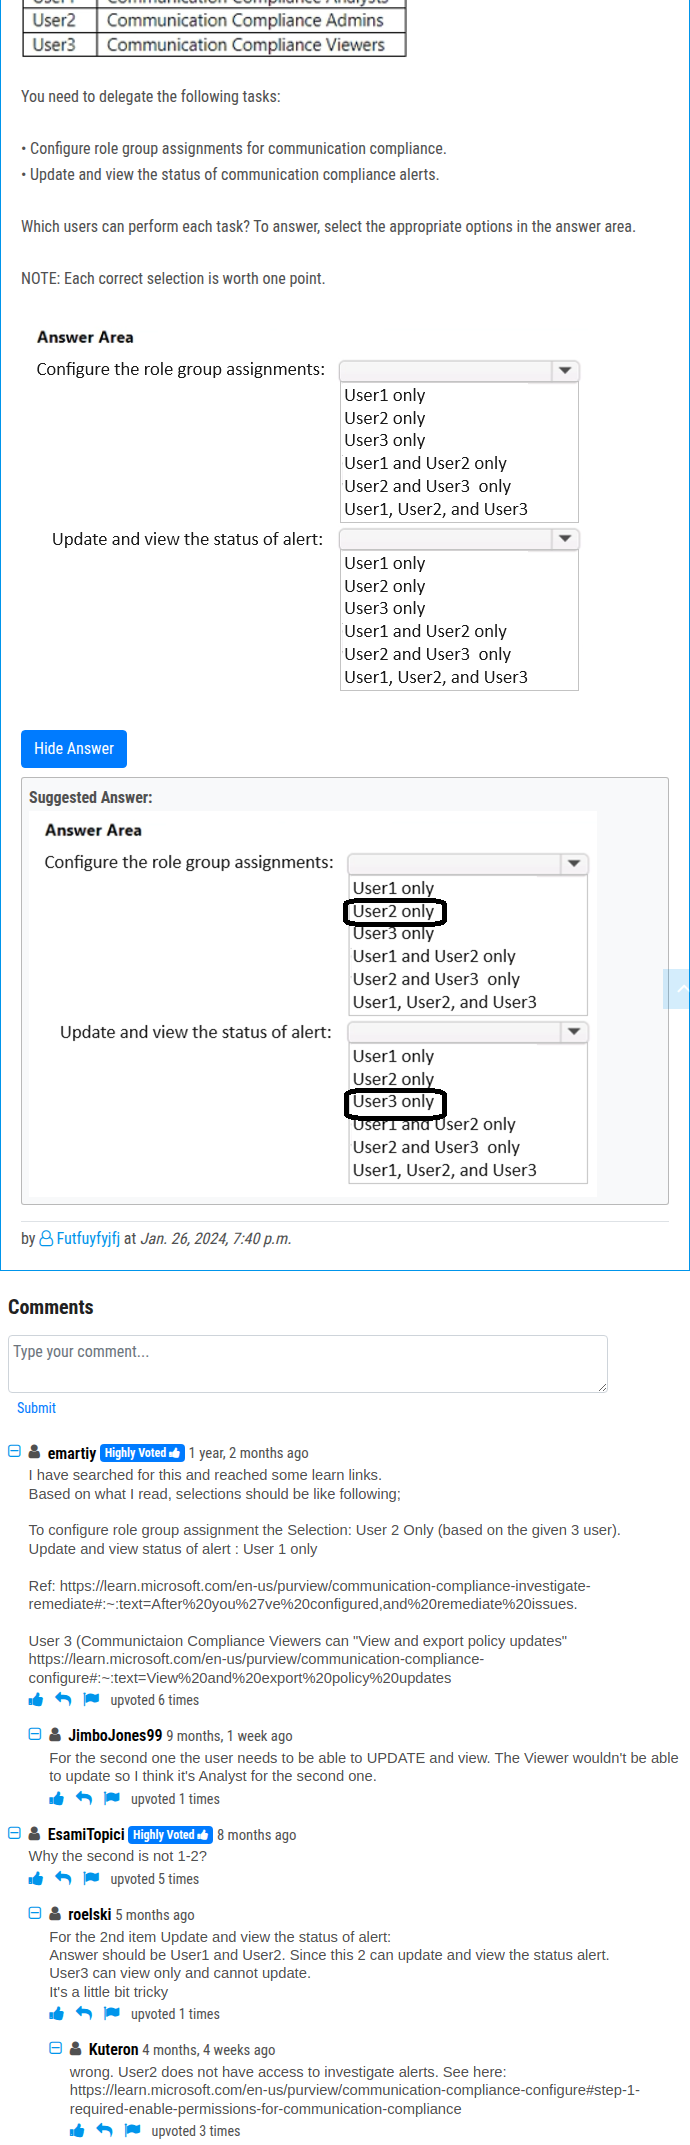 User1 Communication Compliance Analysts
User2 Communication Compliance Admins
User3 Communication Compliance Viewers
You need to delegate the following tasks:
• Configure role group assignments for communication compliance.
• Update and view the status of communication compliance alerts.
Which users can perform each task? To answer, select the appropriate options in the answer area.
NOTE: Each correct selection is worth one point.
Answer Area
Configure the role group assignments:
User1 only
User2 only
User3 only
User1 and User2 only
User2 and User3 only
User1, User2, and User3
Update and view the status of alert:
User1 only
User2 only
User3 only
User1 and User2 only
User2 and User3 only
User1, User2, and User3
Hide Answer
Suggested Answer:
Answer Area
Configure the role group assignments:
User1 only
User2 only
User3 only
User1 and User2 only
User2 and User3 only
User1, User2, and User3
Update and view the status of alert:
User1 only
User2 only
User3 only
User1 and User2 only
User2 and User3 only
User1, User2, and User3
by Futfuyfyjfj at Jan. 26, 2024, 7:40 p.m.
Comments
Type your comment...
Submit
emartiy Highly Voted 1 year, 2 months ago
I have searched for this and reached some learn links.
Based on what I read, selections should be like following;
To configure role group assignment the Selection: User 2 Only (based on the given 3 user).
Update and view status of alert : User 1 only
Ref: https://learn.microsoft.com/en-us/purview/communication-compliance-investigate-
remediate#:~:text=After%20you%27ve%20configured,and%20remediate%20issues.
User 3 (Communictaion Compliance Viewers can "View and export policy updates"
https://learn.microsoft.com/en-us/purview/communication-compliance-
configure#:~:text=View%20and%20export%20policy%20updates
upvoted 6 times
JimboJones99 9 months, 1 week ago
For the second one the user needs to be able to UPDATE and view. The Viewer wouldn't be able
to update so I think it's Analyst for the second one.
upvoted 1 times
EsamiTopici Highly Voted 8 months ago
Why the second is not 1-2?
upvoted 5 times
roelski 5 months ago
For the 2nd item Update and view the status of alert:
Answer should be User1 and User2. Since this 2 can update and view the status alert.
User3 can view only and cannot update.
It's a little bit tricky
upvoted 1 times
Kuteron 4 months, 4 weeks ago
wrong. User2 does not have access to investigate alerts. See here:
https://learn.microsoft.com/en-us/purview/communication-compliance-configure#step-1-
required-enable-permissions-for-communication-compliance
upvoted 3 times